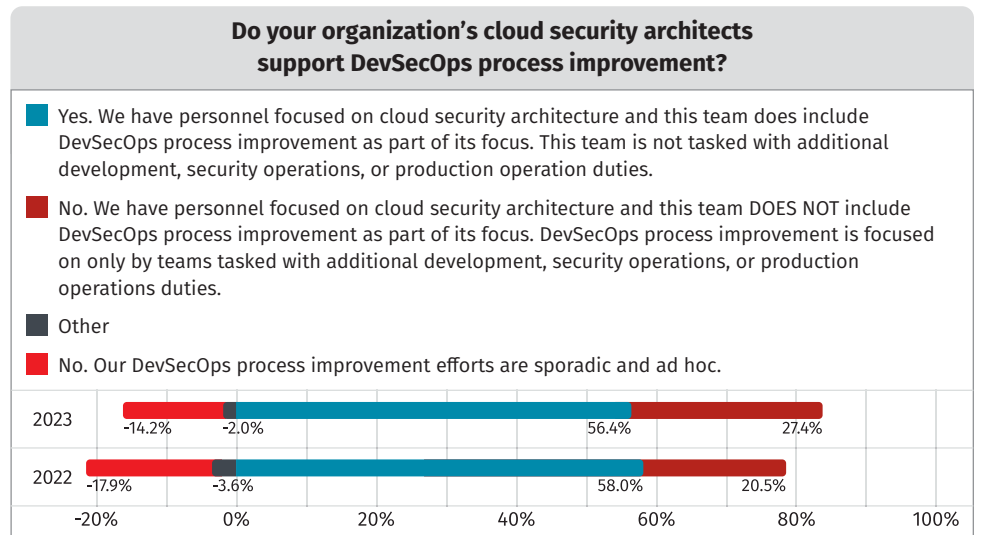 Do your organization’s cloud security architects
support DevSecOps process improvement?
Yes. We have personnel focused on cloud security architecture and this team does include
DevSecOps process improvement as part of its focus. This team is not tasked with additional
development, security operations, or production operation duties.
No. We have personnel focused on cloud security architecture and this team DOES NOT include
DevSecOps process improvement as part of its focus. DevSecOps process improvement is focused
on only by teams tasked with additional development, security operations, or production
operations duties.
Other
No. Our DevSecOps process improvement efforts are sporadic and ad hoc.
2023
-14.2% -2.0% 56.4% 27.4%
2022
-17.9% -3.6% 58.0% 20.5%
-20% 0% 20% 40% 60% 80% 100%